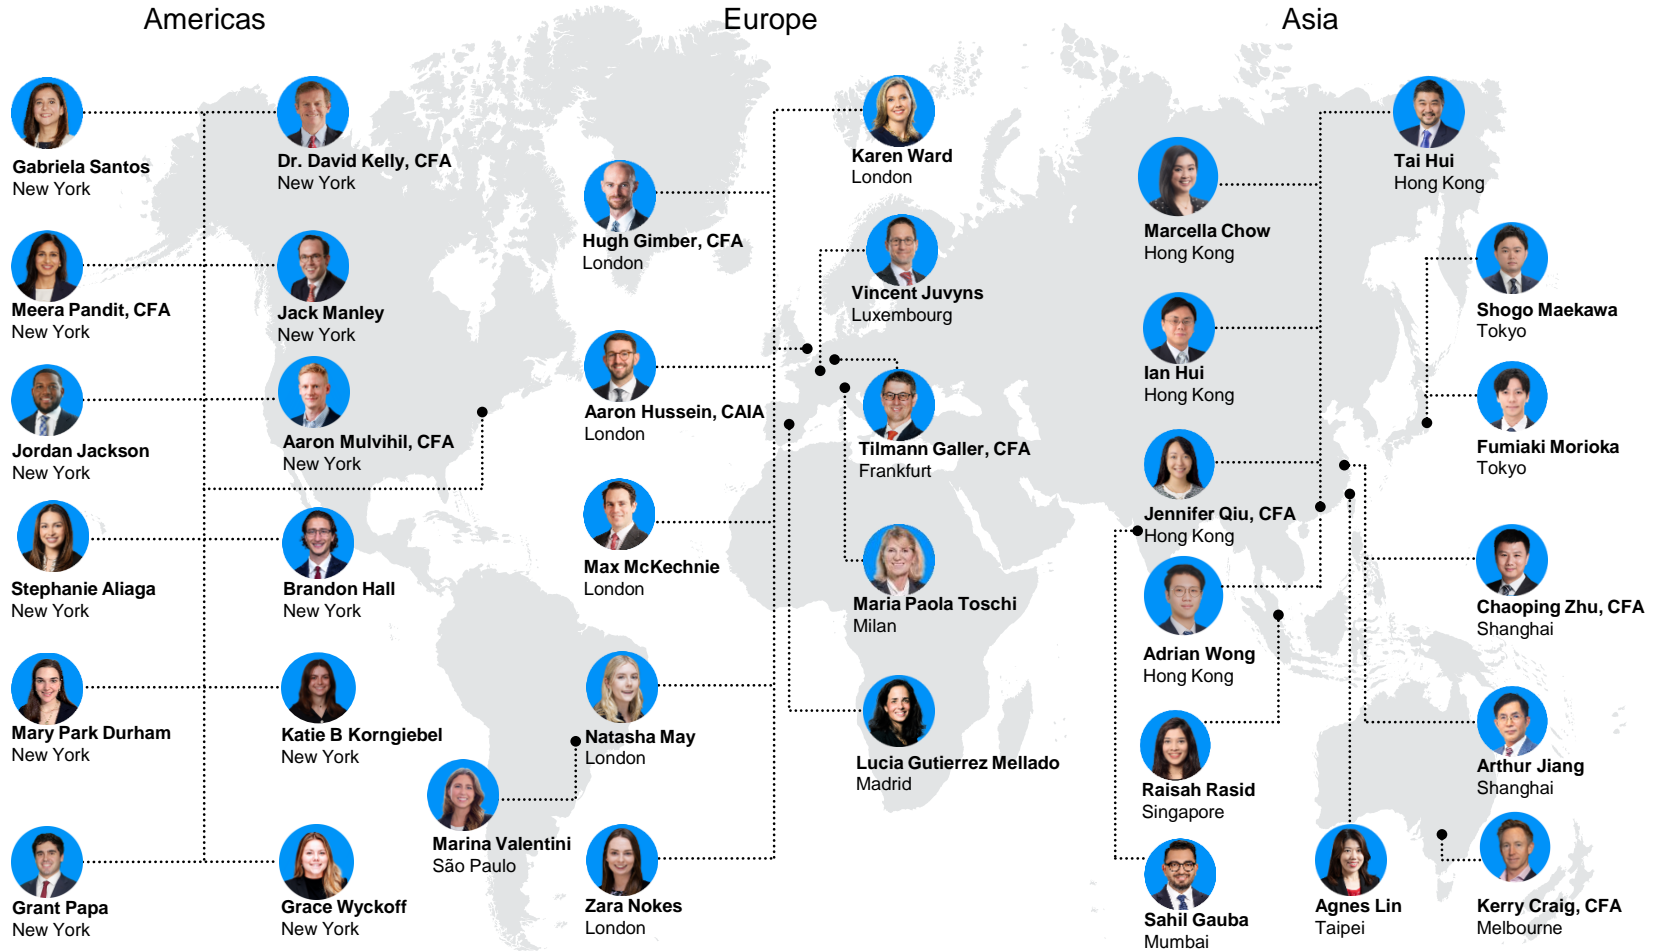 Americas
Europe
Asia
Gabriela Santos
New York
Dr. David Kelly, CFA
New York
Meera Pandit, CFA
New York
Jack Manley
New York
Jordan Jackson
New York
Aaron Mulvihil, CFA
New York
Stephanie Aliaga
New York
Brandon Hall
New York
Mary Park Durham
New York
Katie B Korngiebel
New York
Grant Papa
New York
Grace Wyckoff
New York
Marina Valentini
São Paulo
Karen Ward
London
Hugh Gimber, CFA
London
Vincent Juvyns
Luxembourg
Aaron Hussein, CAIA
London
Tilmann Galler, CFA
Frankfurt
Max McKechnie
London
Maria Paola Toschi
Milan
Natasha May
London
Lucia Gutierrez Mellado
Madrid
Zara Nokes
London
Tai Hui
Hong Kong
Marcella Chow
Hong Kong
Shogo Maekawa
Tokyo
Ian Hui
Hong Kong
Fumiaki Morioka
Tokyo
Jennifer Qiu, CFA
Hong Kong
Chaoping Zhu, CFA
Shanghai
Adrian Wong
Hong Kong
Arthur Jiang
Shanghai
Raisah Rasid
Singapore
Sahil Gauba
Mumbai
Agnes Lin
Taipei
Kerry Craig, CFA
Melbourne